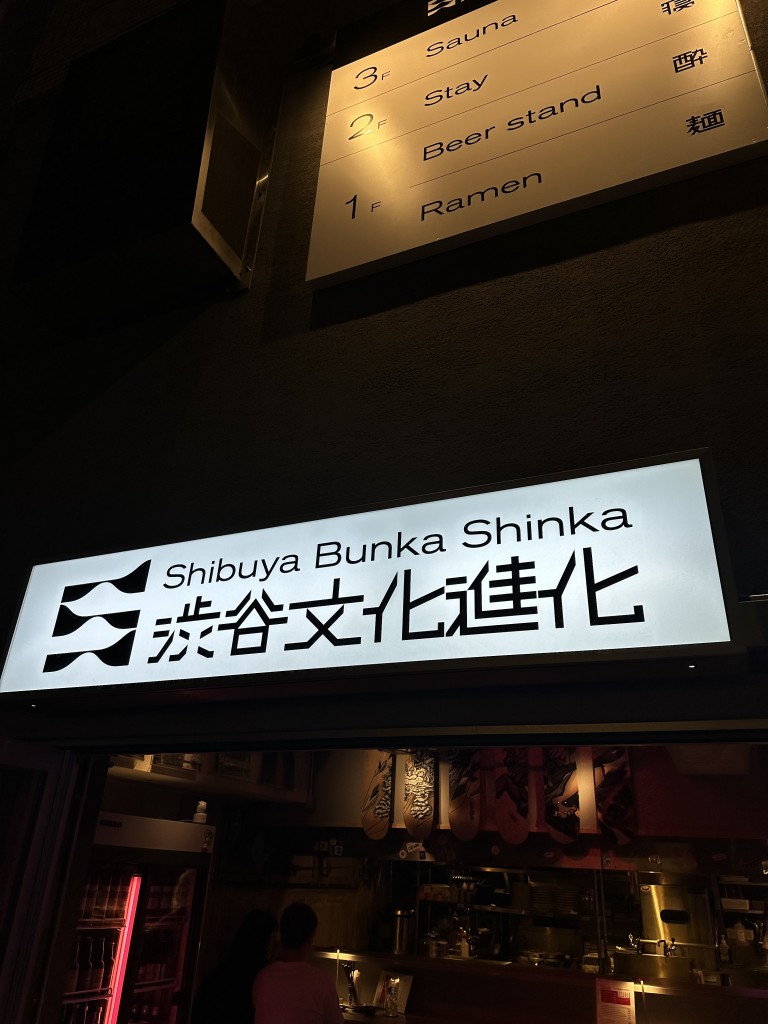 3F Sauna
2F Stay 寝
Beer stand 酔
1F Ramen 麺
Shibuya Bunka Shinka
渋谷文化進化